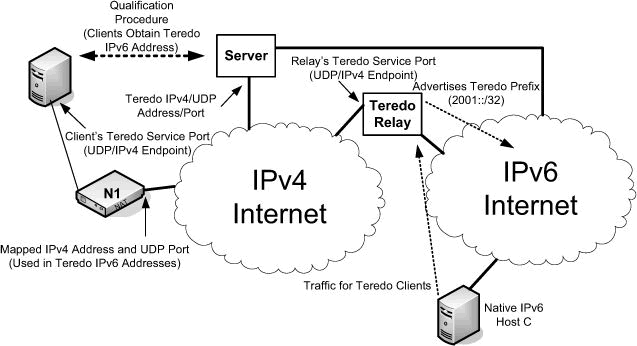 Qualification
Procedure
(Clients Obtain Teredo
IPv6 Address)
Server
Relay's Teredo Service Port
(UDP/IPv4 Endpoint)
Advertises Teredo Prefix
(2001::/32)
Teredo IPv4/UDP
Address/Port
Teredo
Relay
Client's Teredo Service Port
(UDP/IPv4 Endpoint)
IPv4
Internet
IPv6
Internet
N1
NAT
Mapped IPv4 Address and UDP Port
(Used in Teredo IPv6 Addresses)
Traffic for Teredo Clients
Native IPv6
Host C